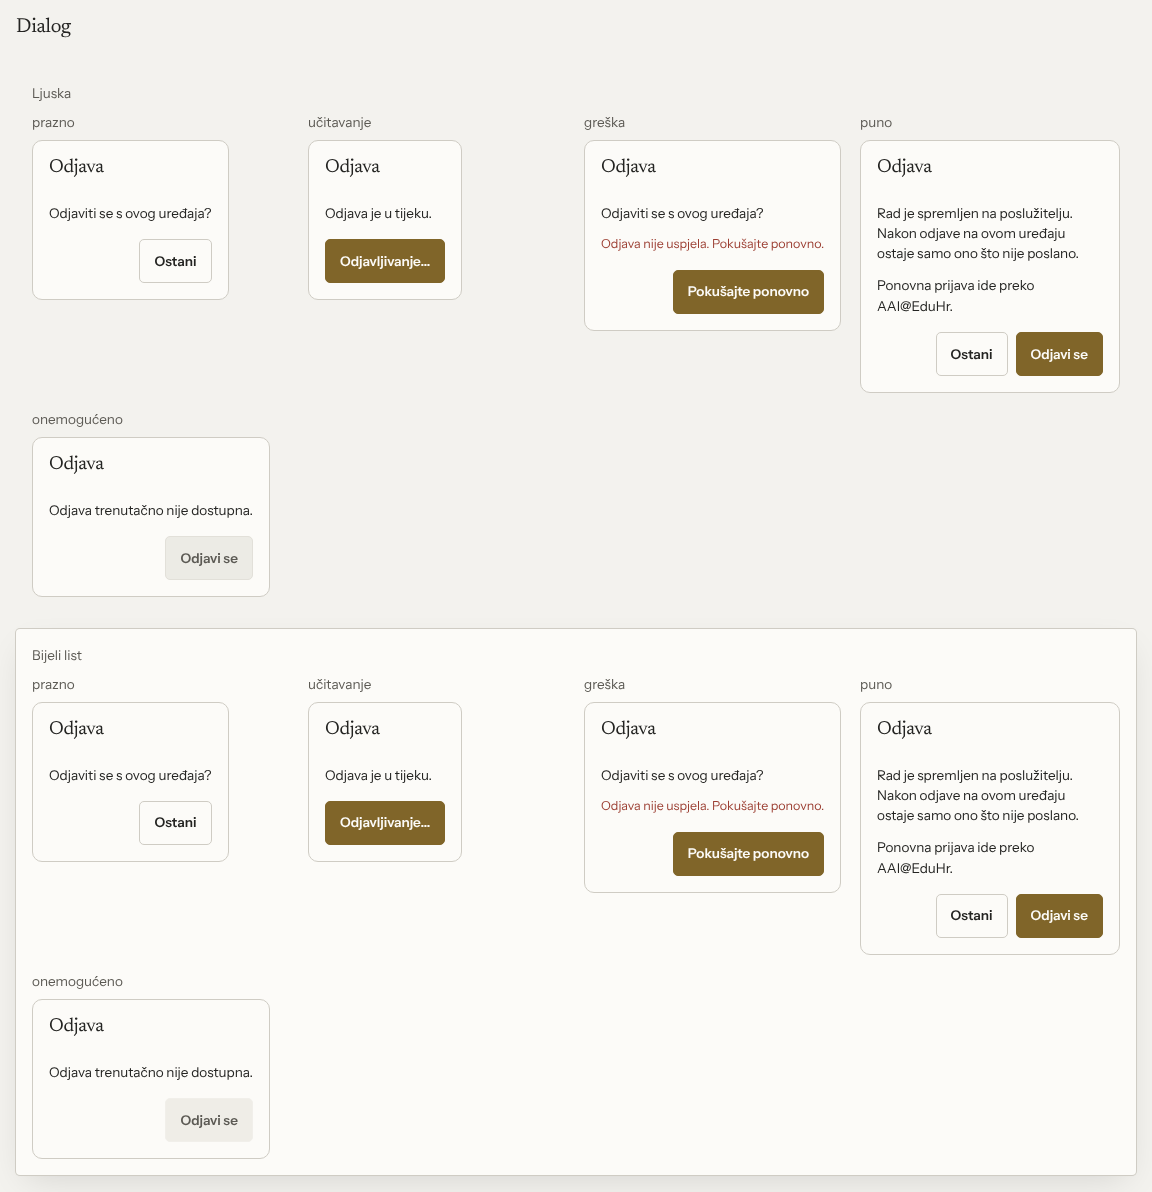 Dialog
Ljuska
prazno
Odjava
Odjaviti se s ovog uređaja?
Ostani
učitavanje
Odjava
Odjava je u tijeku.
Odjavljivanje…
greška
Odjava
Odjaviti se s ovog uređaja?
Odjava nije uspjela. Pokušajte ponovno.
Pokušajte ponovno
puno
Odjava
Rad je spremljen na poslužitelju.
Nakon odjave na ovom uređaju
ostaje samo ono što nije poslano.
Ponovna prijava ide preko
AAI@EduHr.
Ostani
Odjavi se
onemogućeno
Odjava
Odjava trenutačno nije dostupna.
Odjavi se
Bijeli list
prazno
Odjava
Odjaviti se s ovog uređaja?
Ostani
učitavanje
Odjava
Odjava je u tijeku.
Odjavljivanje…
greška
Odjava
Odjaviti se s ovog uređaja?
Odjava nije uspjela. Pokušajte ponovno.
Pokušajte ponovno
puno
Odjava
Rad je spremljen na poslužitelju.
Nakon odjave na ovom uređaju
ostaje samo ono što nije poslano.
Ponovna prijava ide preko
AAI@EduHr.
Ostani
Odjavi se
onemogućeno
Odjava
Odjava trenutačno nije dostupna.
Odjavi se